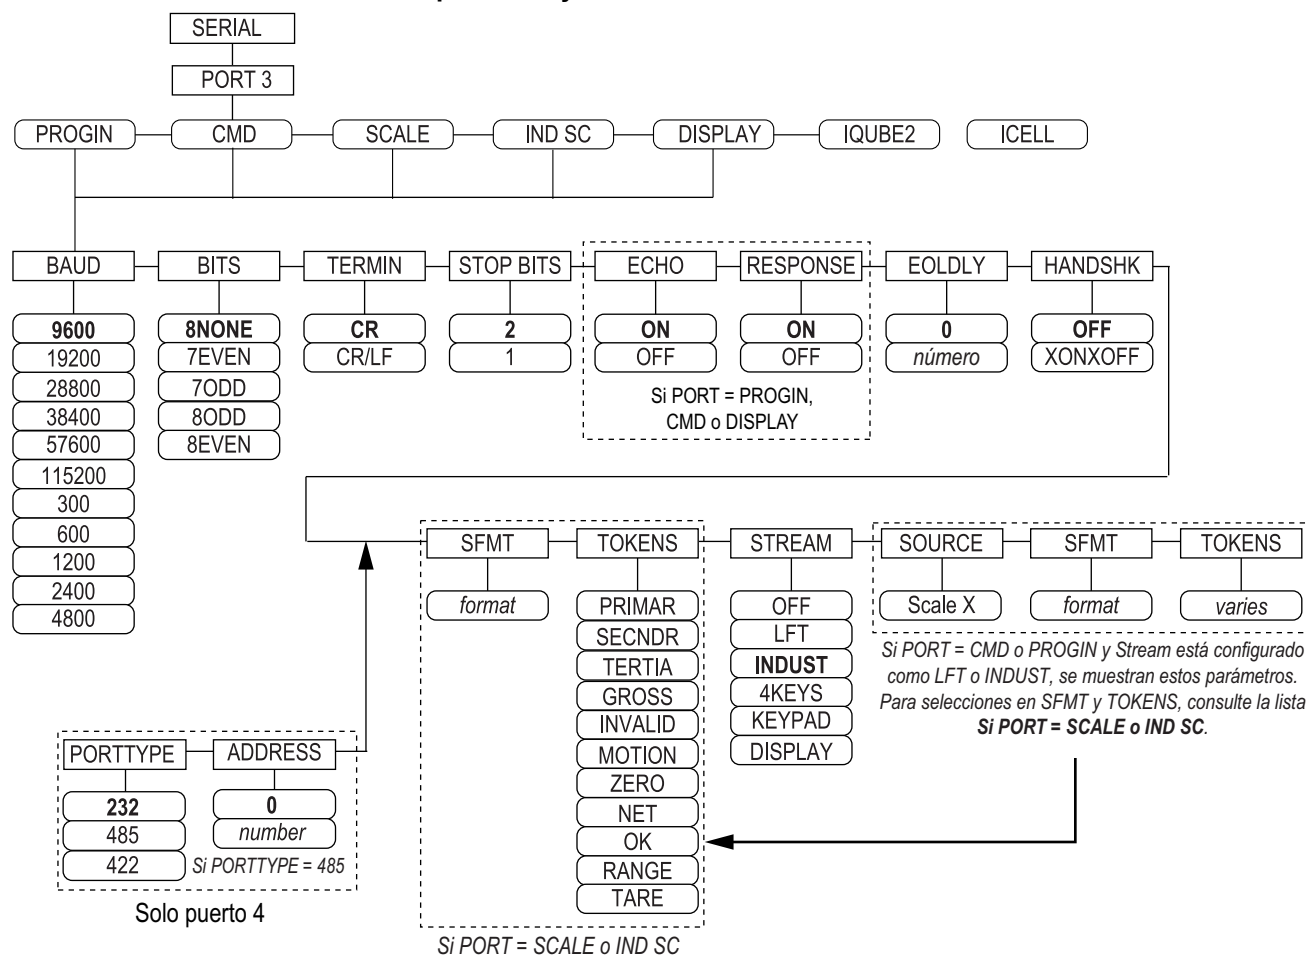 SERIAL
PORT 3
PROGIN CMD SCALE IND SC DISPLAY IQUBE2 ICELL
BAUD BITS TERMIN STOP BITS ECHO RESPONSE EOLDLY HANDSHK
9600 8NONE CR 2 ON ON 0 OFF
19200 7EVEN CR/LF 1 OFF OFF número XONXOFF
28800 7ODD
38400 8ODD
57600 8EVEN
115200
300
600
1200
2400
4800
Si PORT = PROGIN,
CMD o DISPLAY
SFMT TOKENS STREAM SOURCE SFMT TOKENS
format PRIMAR OFF Scale X format varies
SECNDR LFT
TERTIA INDUST
GROSS 4KEYS
INVALID KEYPAD
MOTION DISPLAY
ZERO
NET
OK
RANGE
TARE
Si PORT = CMD o PROGIN y Stream está configurado
como LFT o INDUST, se muestran estos parámetros.
Para selecciones en SFMT y TOKENS, consulte la lista
Si PORT = SCALE o IND SC.
PORTTYPE ADDRESS
232 0
485 number
422 Si PORTTYPE = 485
Solo puerto 4
Si PORT = SCALE o IND SC